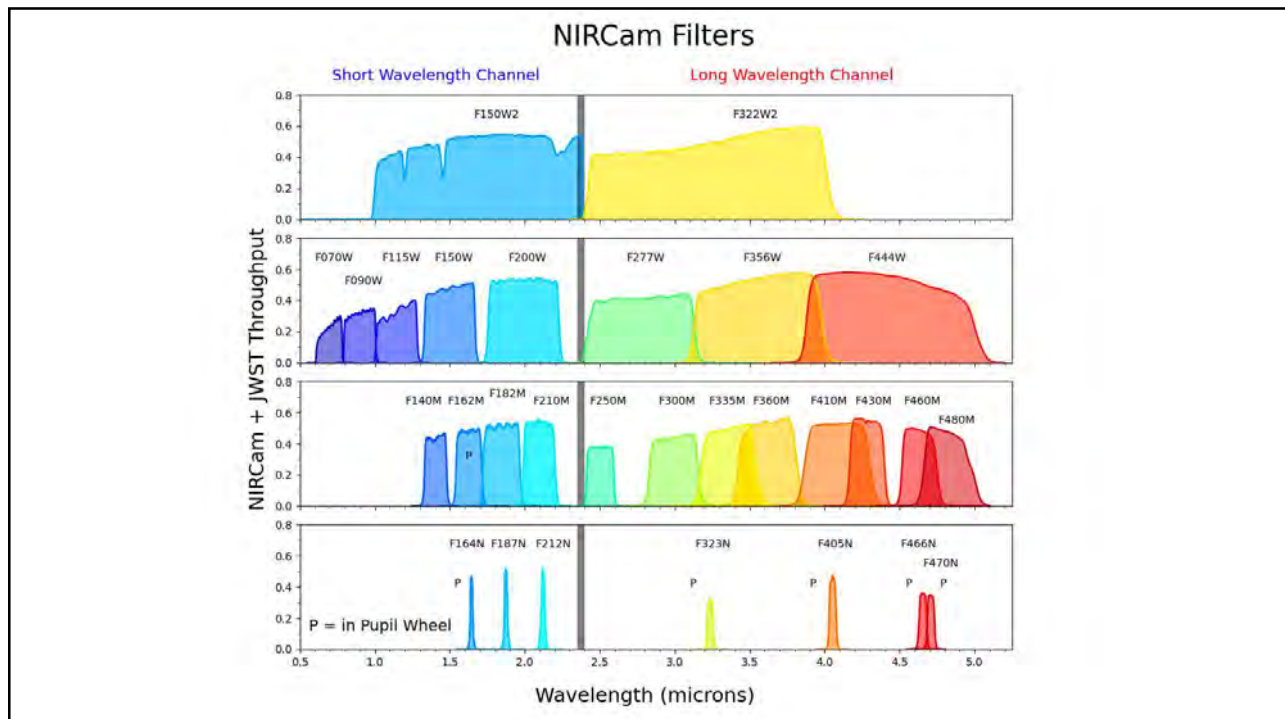 NIRCam Filters
Short Wavelength Channel Long Wavelength Channel
NIRCam + JWST Throughput
0.8
F150W2 F322W2
0.6
0.4
0.2
0.0
0.8
F070W F115W F150W F200W F277W F356W F444W
F090W
0.6
0.4
0.2
0.0
0.8
F182M
F140M F162M F210M F250M F300M F335M F360M F410M F430M F460M
F480M
0.6
0.4
P
0.2
0.0
0.8
F164N F187N F212N F323N F405N F466N
F470N
0.6
0.4
P P P P P
0.2
P = in Pupil Wheel
0.0
0.5 1.0 1.5 2.0 2.5 3.0 3.5 4.0 4.5 5.0
Wavelength (microns)